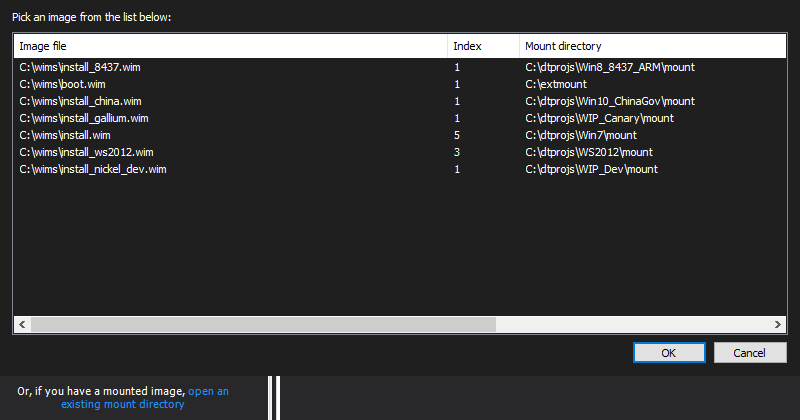 Pick an image from the list below:
Image file Index Mount directory
C:\wims\install_8437.wim 1 C:\dtprojs\Win8_8437_ARM\mount
C:\wims\boot.wim 1 C:\extmount
C:\wims\install_china.wim 1 C:\dtprojs\Win10_ChinaGov\mount
C:\wims\install_gallium.wim 1 C:\dtprojs\WIP_Canary\mount
C:\wims\install.wim 5 C:\dtprojs\Win7\mount
C:\wims\install_ws2012.wim 3 C:\dtprojs\WS2012\mount
C:\wims\install_nickel_dev.wim 1 C:\dtprojs\WIP_Dev\mount
OK Cancel
Or, if you have a mounted image, open an
existing mount directory